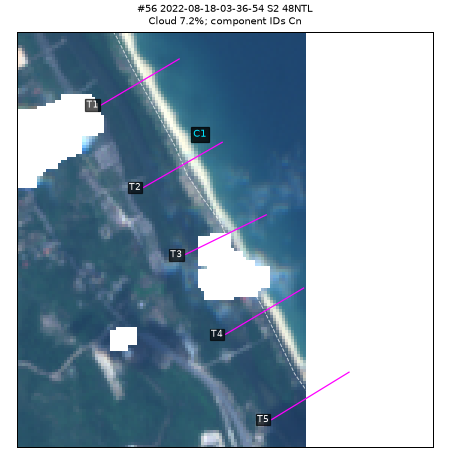 #56 2022-08-18-03-36-54 S2 48NTL
Cloud 7.2%; component IDs Cn
T1
C1
T2
T3
T4
T5